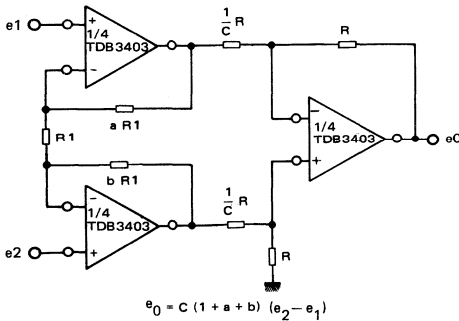 e1
+
1/4
TDB3403
−
1/C R
R
a R1
R1
b R1
−
1/4
TDB3403
+
e0
−
1/4
TDB3403
+
e2
1/C R
R
e0 = C (1 + a + b) (e2 − e1)